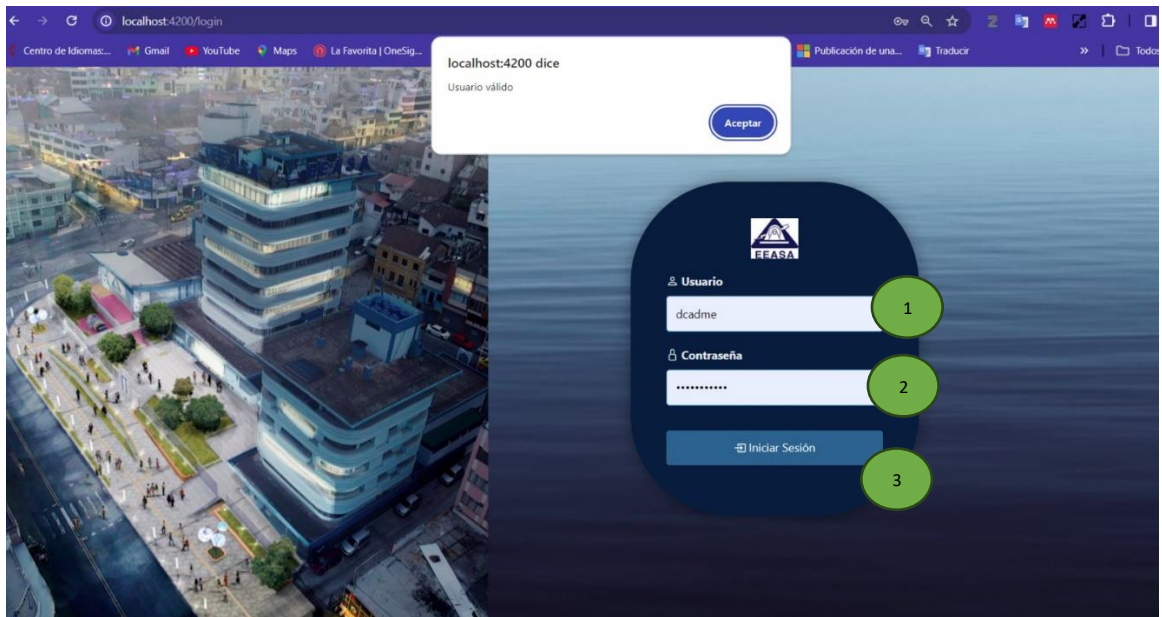 localhost:4200/login
Centro de Idiomas:...
Gmail
YouTube
Maps
La Favorita | OneSig...
Publicación de una...
Traducir
»
Todos
localhost:4200 dice
Usuario válido
Aceptar
EEASA
Usuario
dcadme
1
Contraseña
•••••••••••
2
Iniciar Sesión
3